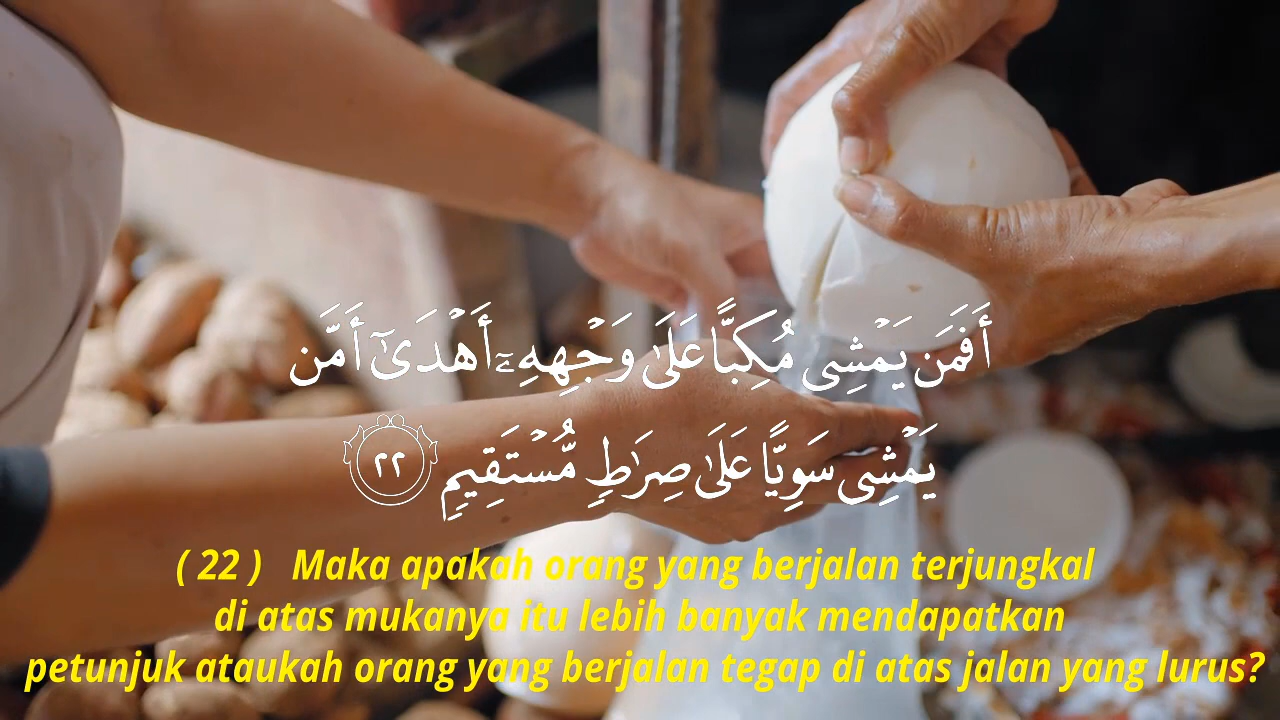 أَفَمَن يَمْشِى مُكِبًّا عَلَىٰ وَجْهِهِۦٓ أَهْدَىٰٓ أَمَّن
يَمْشِى سَوِيًّا عَلَىٰ صِرَٰطٍ مُّسْتَقِيمٍ ٢٢
( 22 ) Maka apakah orang yang berjalan terjungkal
di atas mukanya itu lebih banyak mendapatkan
petunjuk ataukah orang yang berjalan tegap di atas jalan yang lurus?